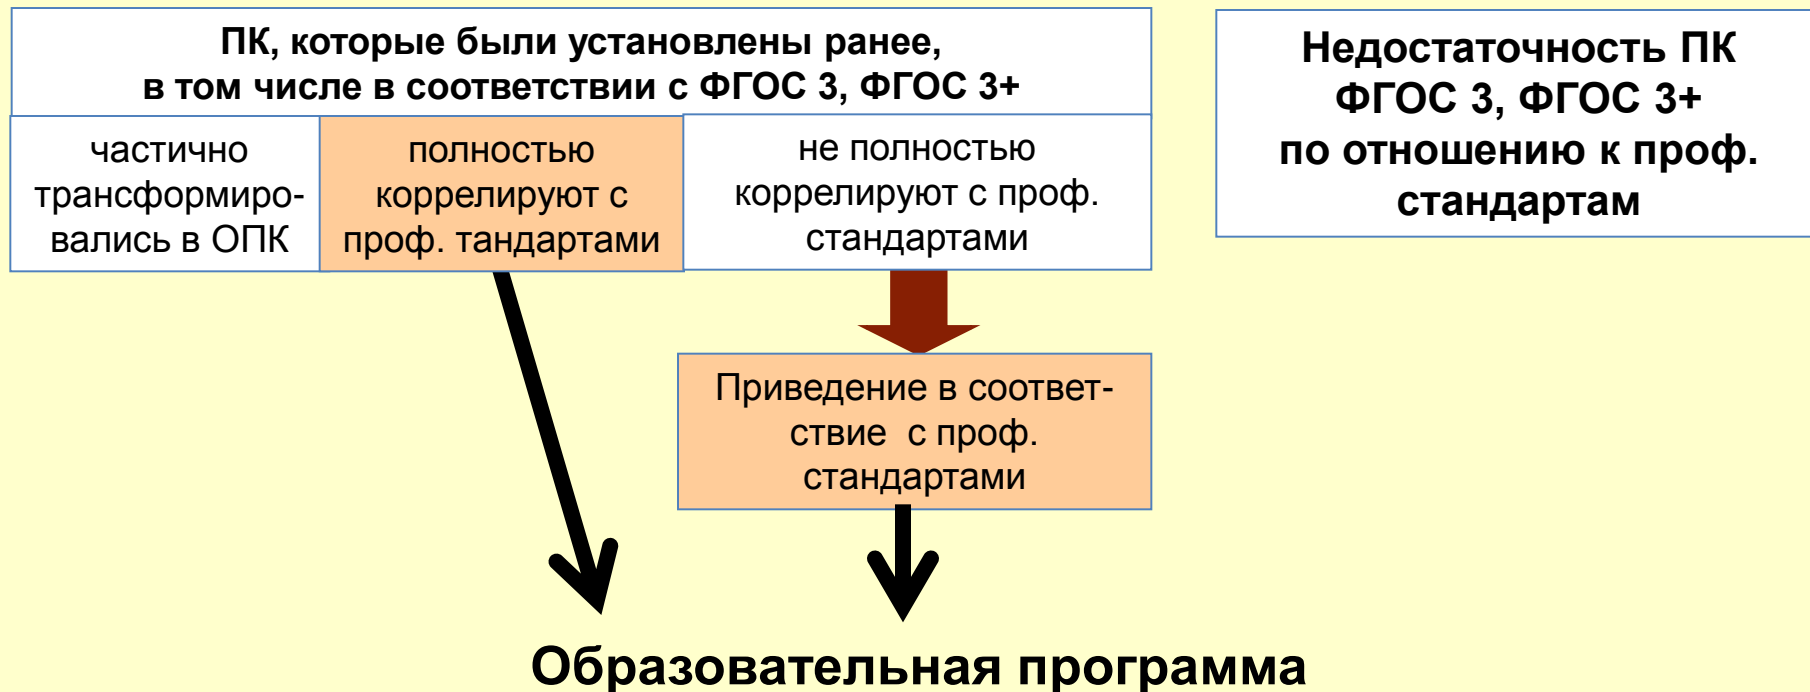 ПК, которые были установлены ранее,
в том числе в соответствии с ФГОС 3, ФГОС 3+
частично
трансформиро-
вались в ОПК
полностью
коррелируют с
проф. тандартами
не полностью
коррелируют с проф.
стандартами
Недостаточность ПК
ФГОС 3, ФГОС 3+
по отношению к проф.
стандартам
Приведение в соответ-
ствие с проф.
стандартами
Образовательная программа